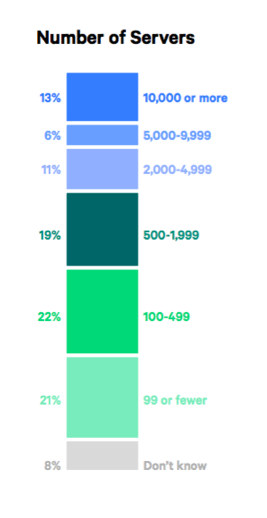 Number of Servers
13% 10,000 or more
6% 5,000-9,999
11% 2,000-4,999
19% 500-1,999
22% 100-499
21% 99 or fewer
8% Don't know